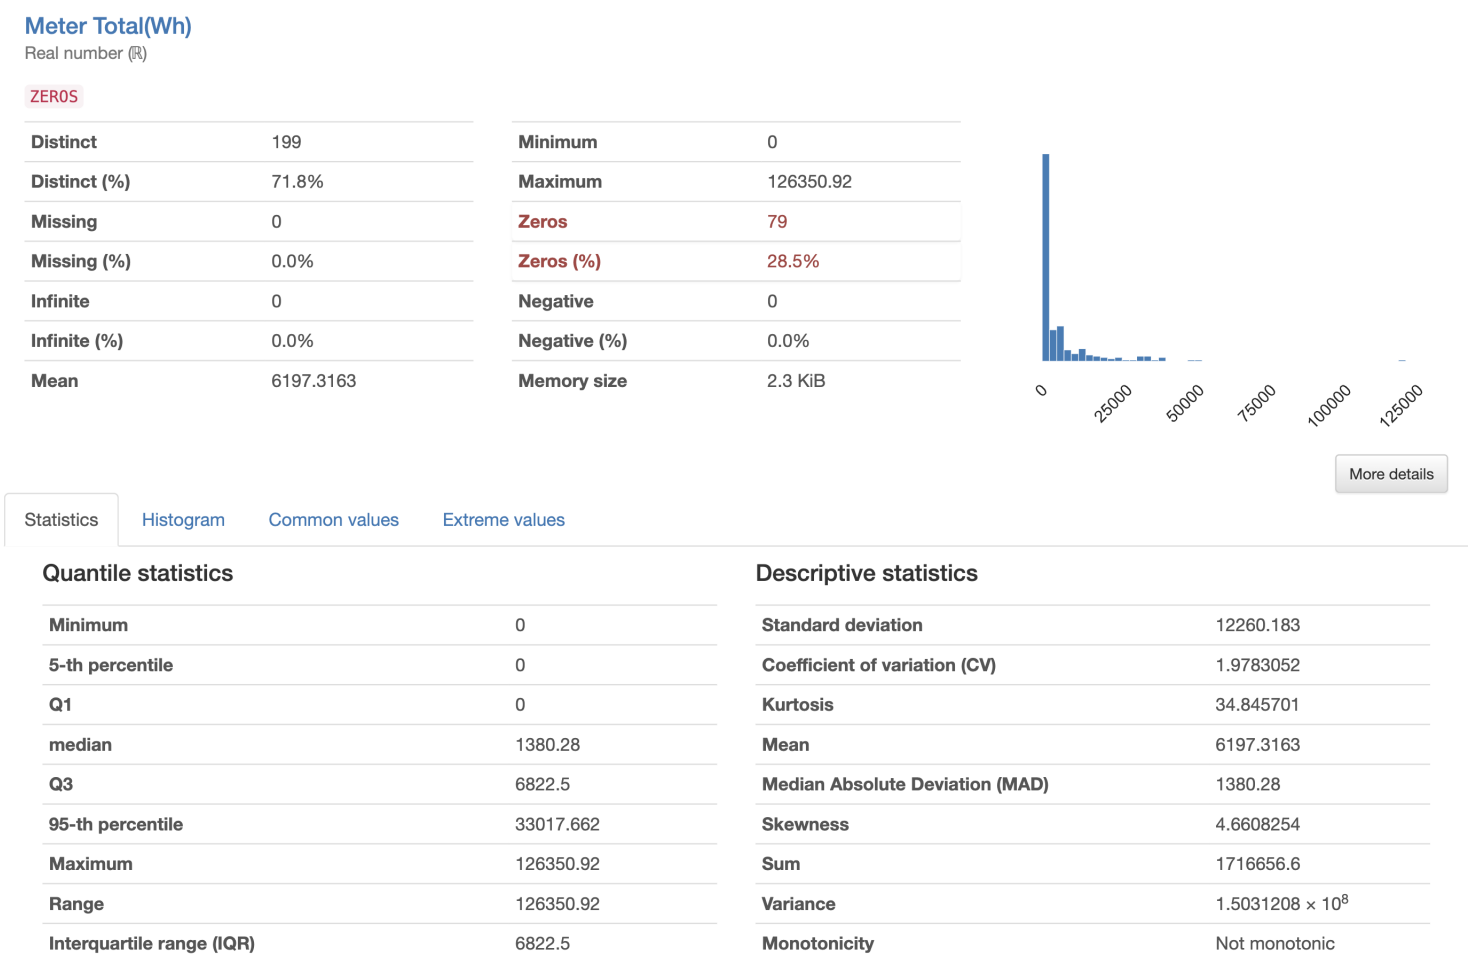 Meter Total(Wh)
Real number (ℝ)
ZEROS
Distinct 199
Distinct (%) 71.8%
Missing 0
Missing (%) 0.0%
Infinite 0
Infinite (%) 0.0%
Mean 6197.3163
Minimum 0
Maximum 126350.92
Zeros 79
Zeros (%) 28.5%
Negative 0
Negative (%) 0.0%
Memory size 2.3 KiB
0 25000 50000 75000 100000 125000
More details
Statistics Histogram Common values Extreme values
Quantile statistics
Minimum 0
5-th percentile 0
Q1 0
median 1380.28
Q3 6822.5
95-th percentile 33017.662
Maximum 126350.92
Range 126350.92
Interquartile range (IQR) 6822.5
Descriptive statistics
Standard deviation 12260.183
Coefficient of variation (CV) 1.9783052
Kurtosis 34.845701
Mean 6197.3163
Median Absolute Deviation (MAD) 1380.28
Skewness 4.6608254
Sum 1716656.6
Variance 1.5031208 × 10⁸
Monotonicity Not monotonic